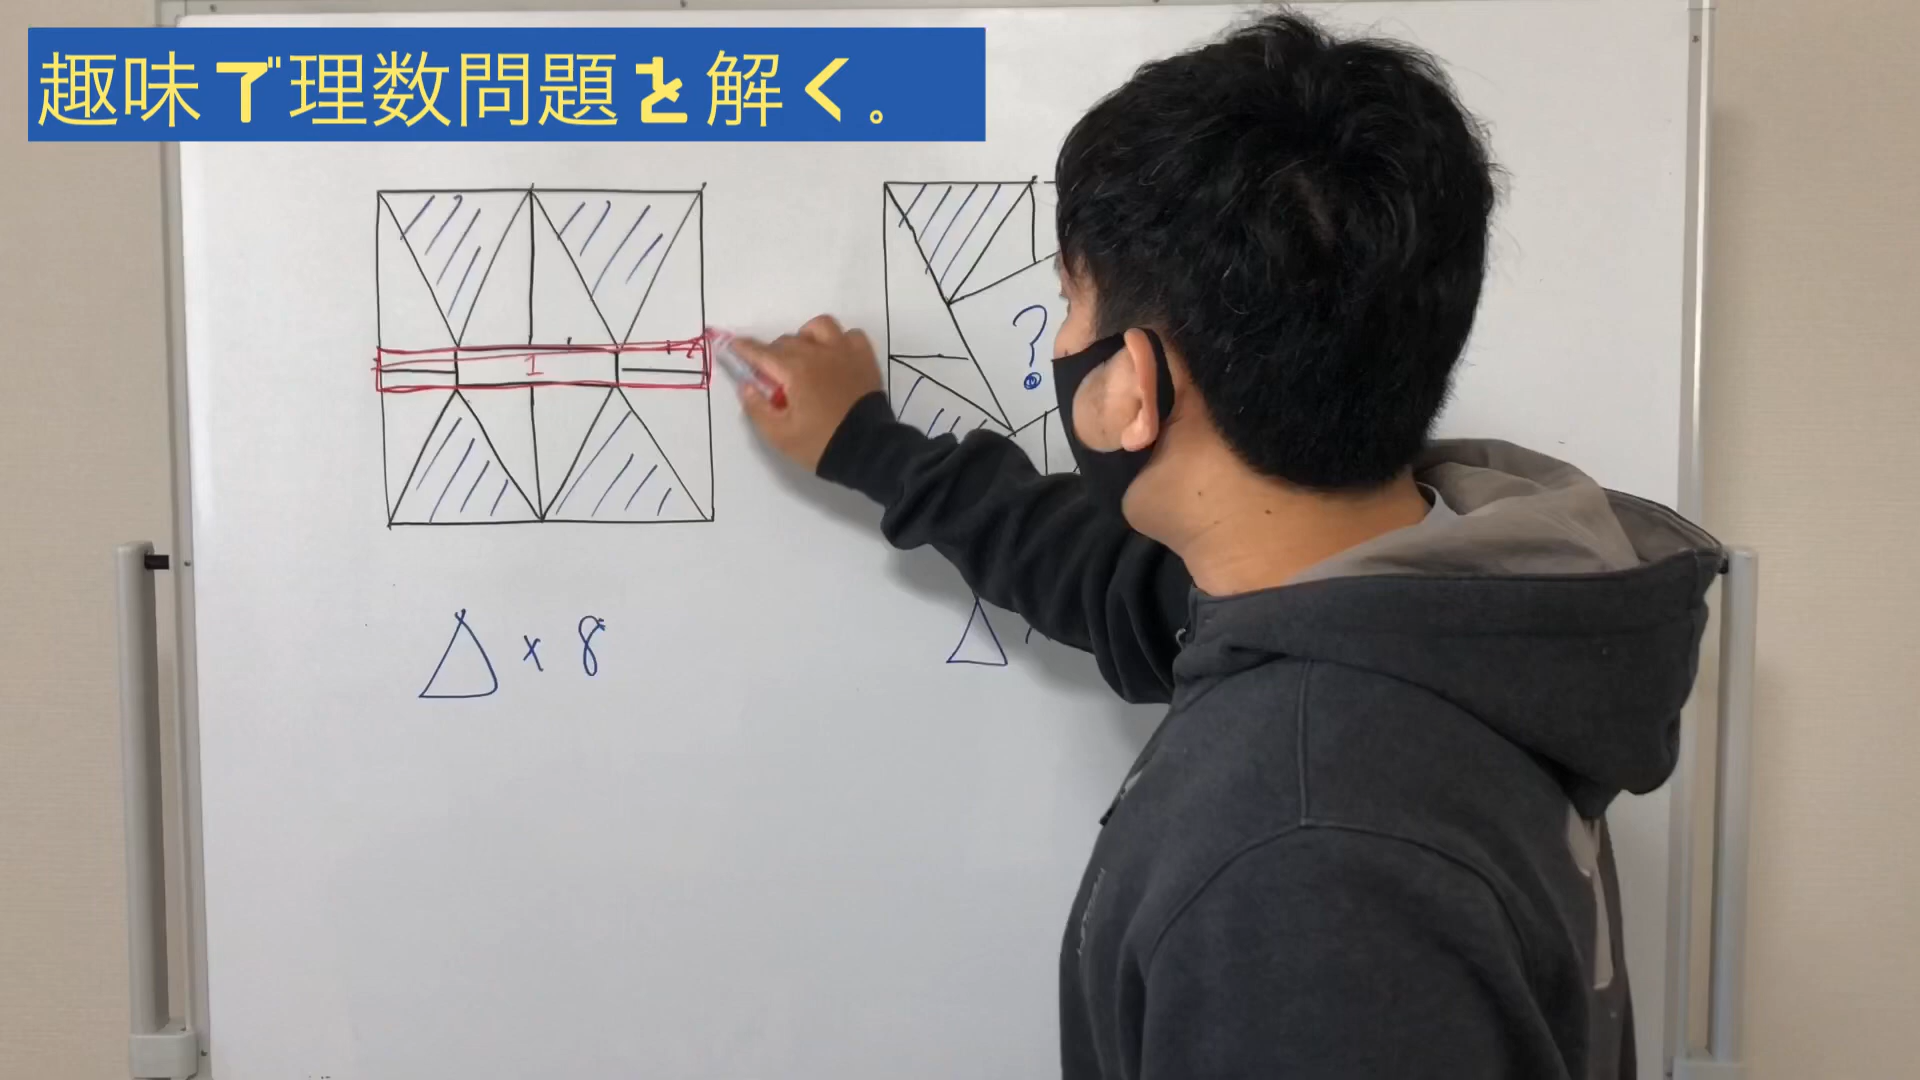 趣味で理数問題を解く。
1
?
△ × 8
△